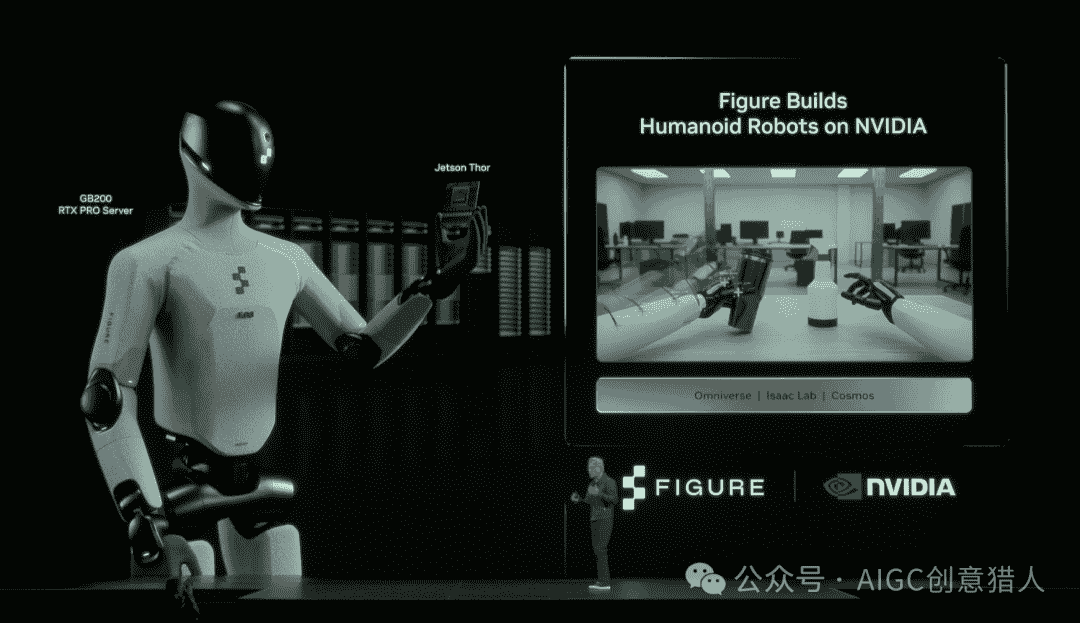 Figure Builds
Humanoid Robots on NVIDIA
Jetson Thor
GB200
RTX PRO Server
FIGURE
Omniverse | Isaac Lab | Cosmos
FIGURE
NVIDIA
公众号 · AIGC创意猎人